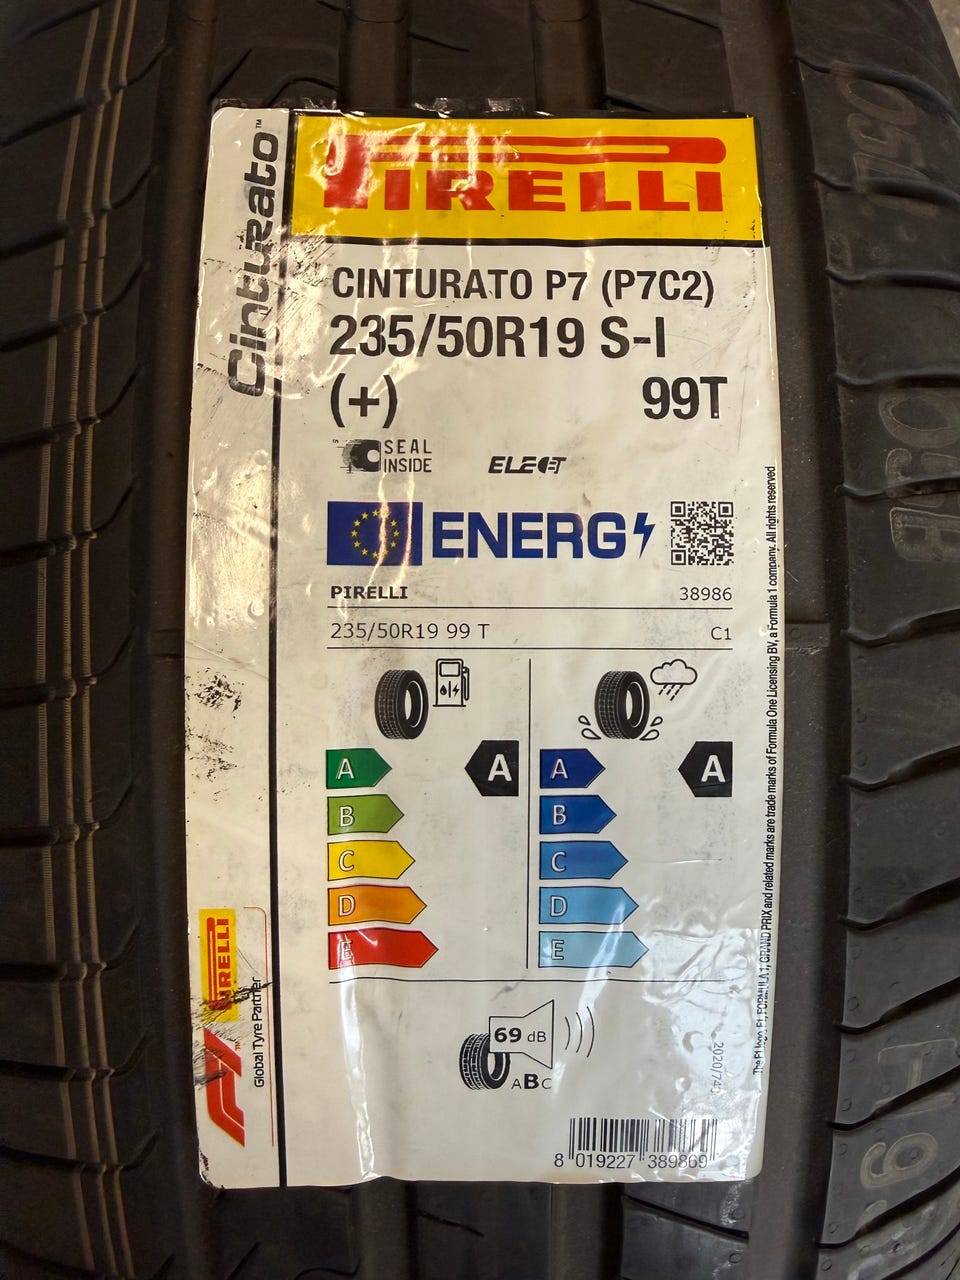 Cinturato™
PIRELLI
CINTURATO P7 (P7C2)
235/50R19 S-I
(+) 99T
SEAL
INSIDE
ELECT
ENERG
PIRELLI 38986
235/50R19 99 T C1
A A A A
B B
C C
D D
E E
69 dB
ABC
2020/740
8 019227 389869
PIRELLI
F1™
Global Tyre Partner
The F1 logo, F1, FORMULA 1, GRAND PRIX and related marks are trade marks of Formula One Licensing BV, a Formula 1 company. All rights reserved